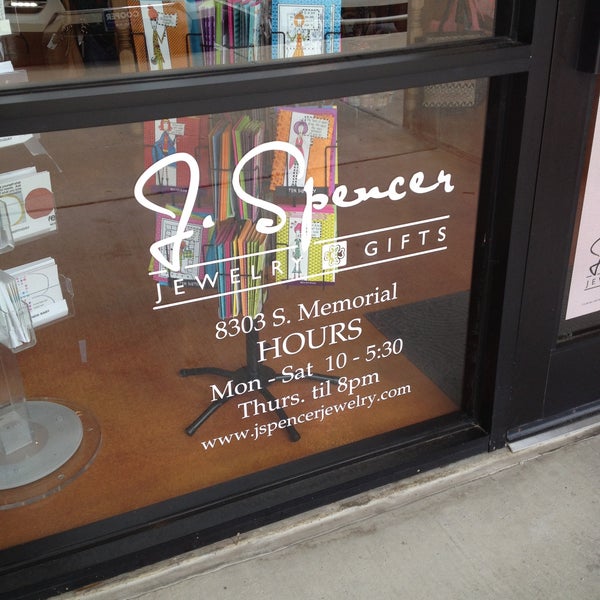 J. Spencer
JEWELRY GIFTS
8303 S. Memorial
HOURS
Mon - Sat 10 - 5:30
Thurs. til 8pm
www.jspencerjewelry.com